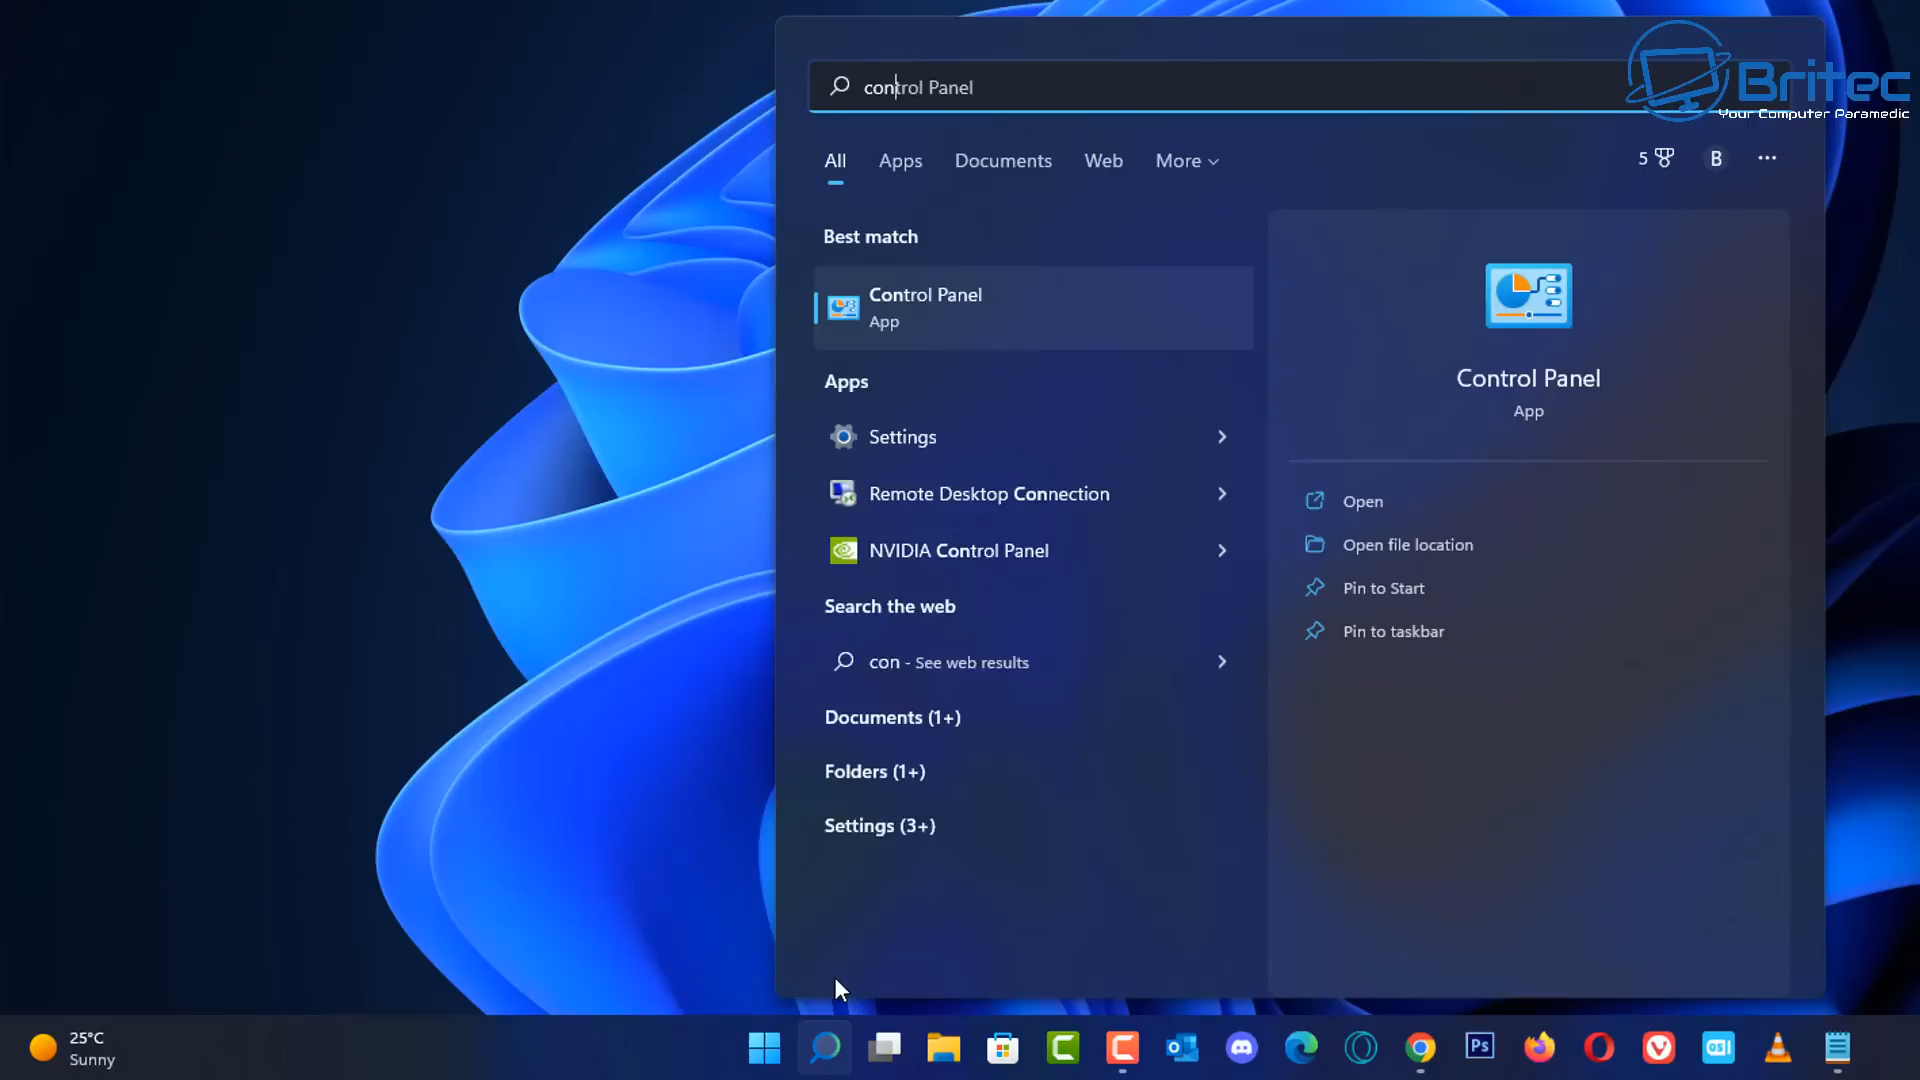 control Panel
Britec
Your Computer Paramedic
All Apps Documents Web More
5 B
Best match
Control Panel
App
Apps
Settings
Remote Desktop Connection
NVIDIA Control Panel
Search the web
con - See web results
Documents (1+)
Folders (1+)
Settings (3+)
Control Panel
App
Open
Open file location
Pin to Start
Pin to taskbar
25°C
Sunny
Ps
OSI